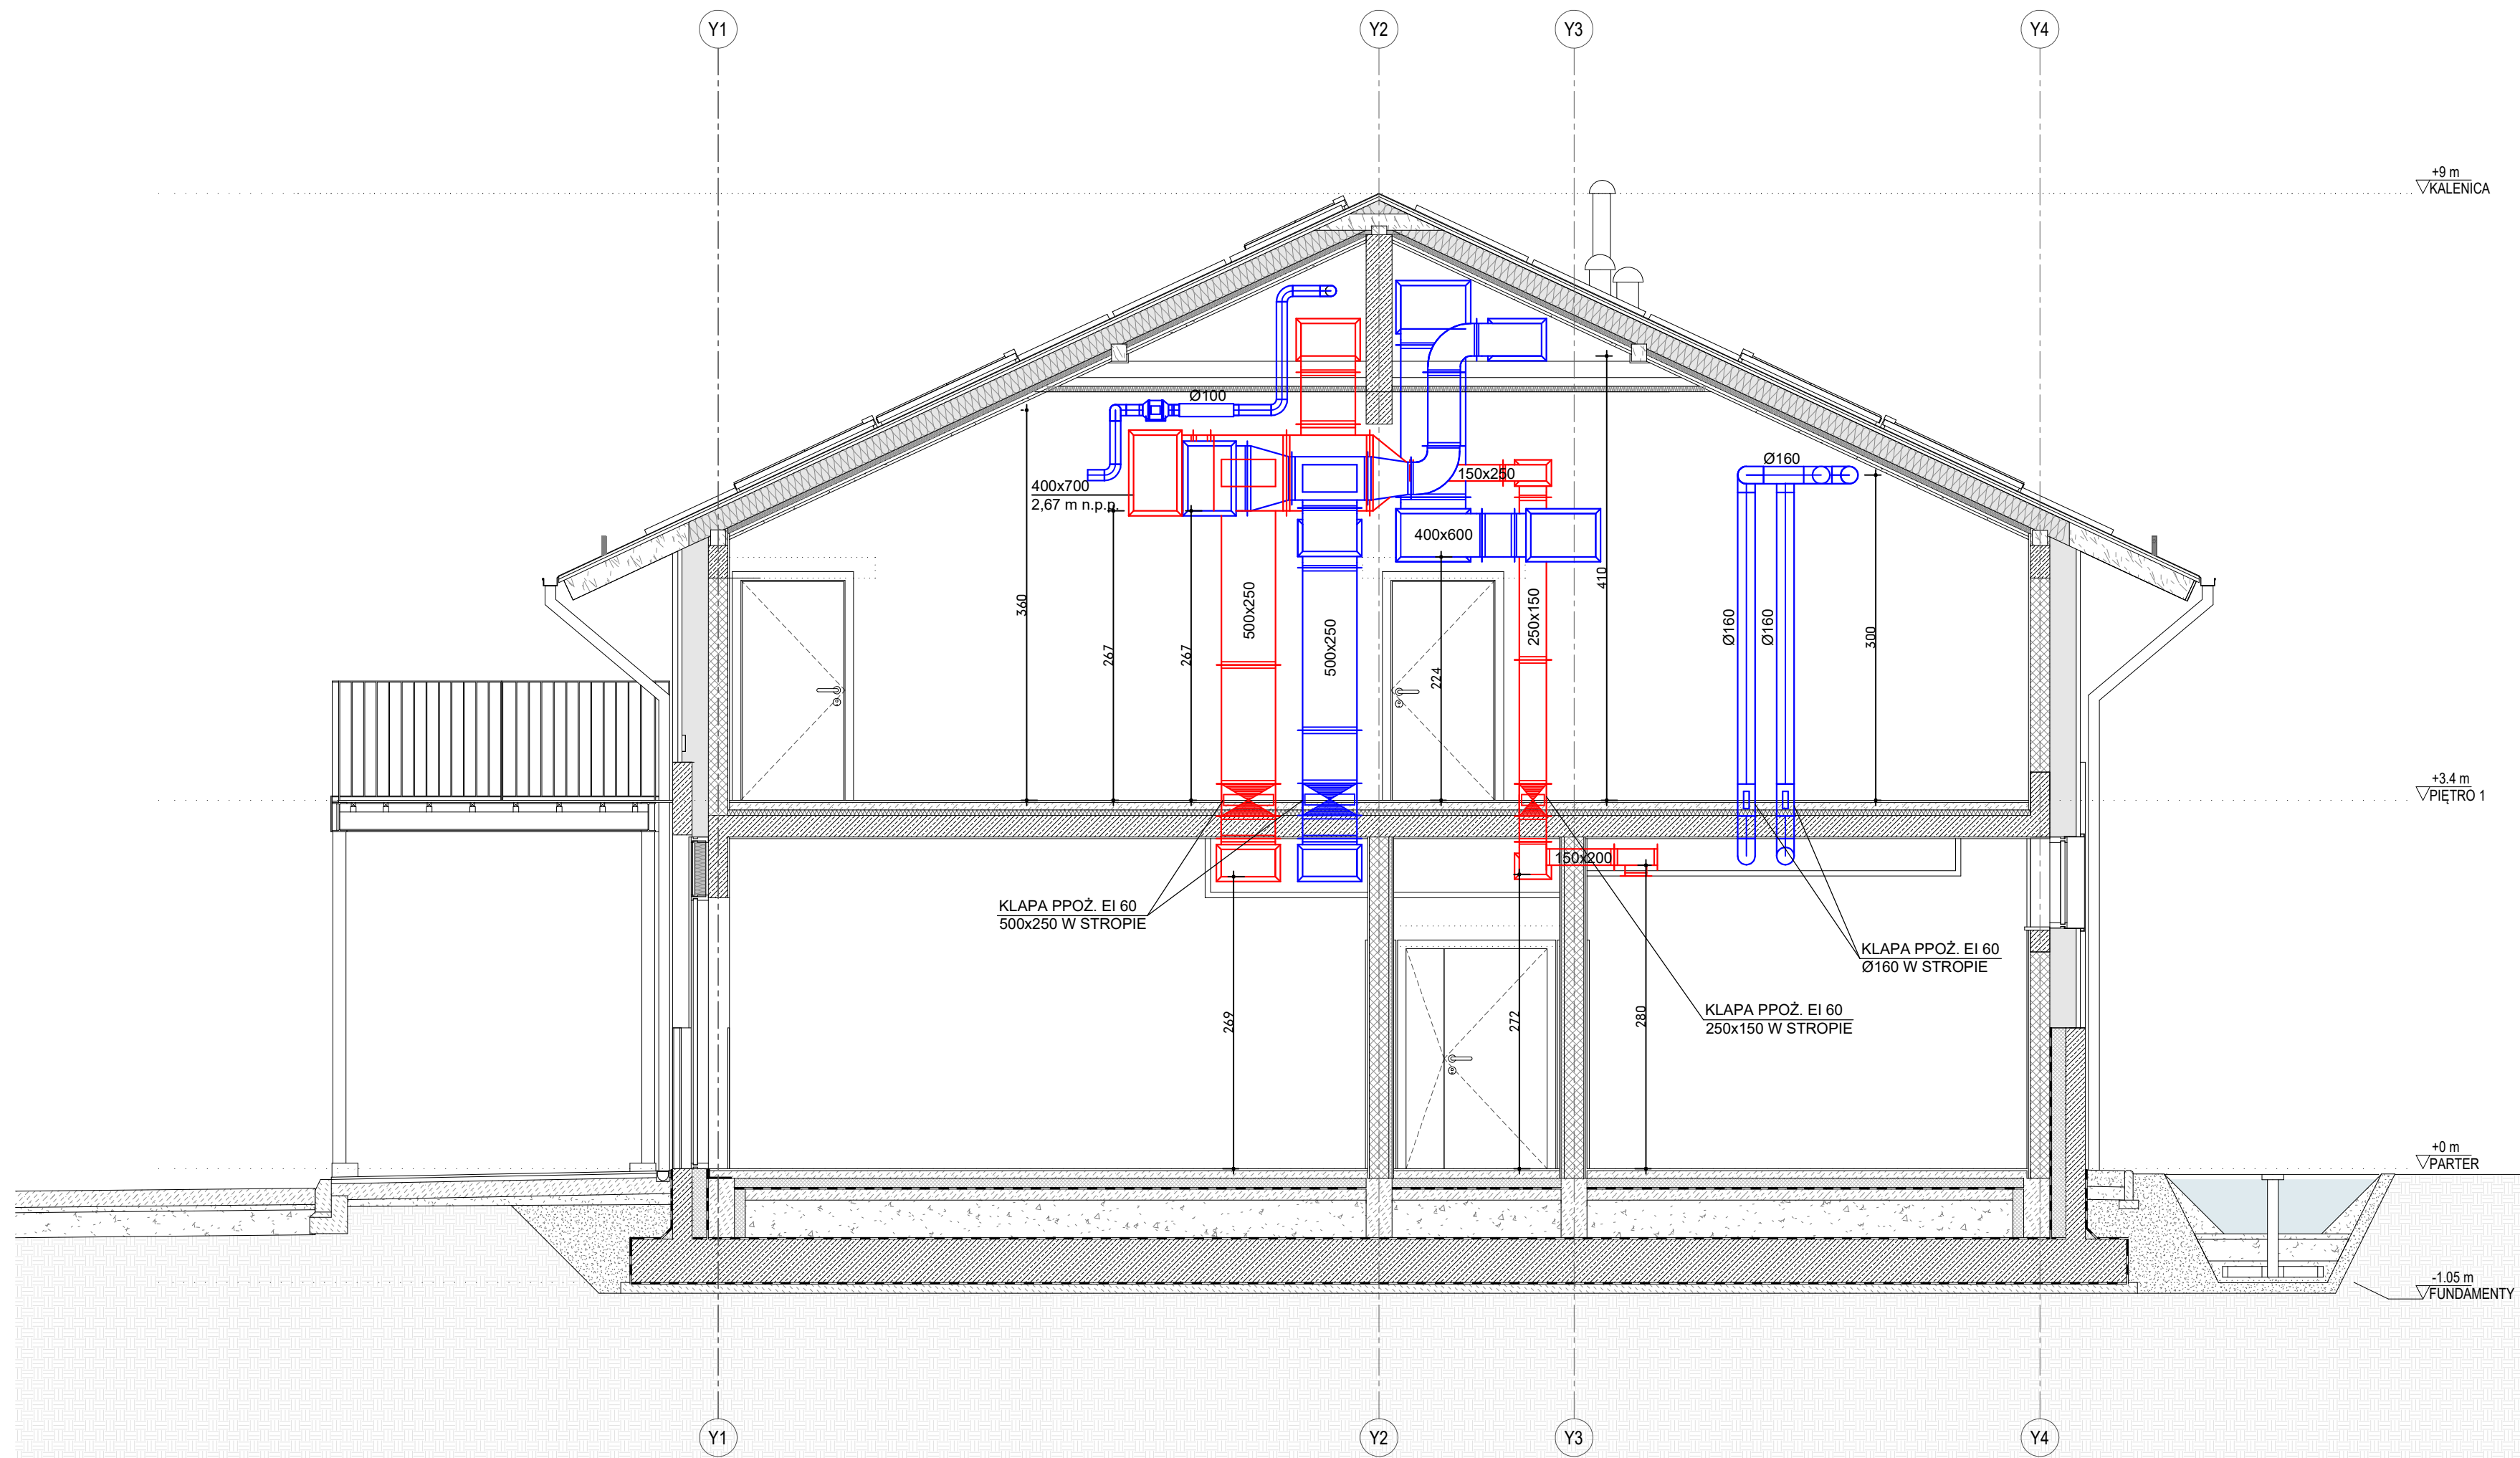 Y1
Y2
Y3
Y4
+9 m
KALENICA
Ø100
Ø160
150x250
400x700
2,67 m n.p.p.
400x600
360
267
267
500x250
500x250
224
250x150
410
Ø160
Ø160
300
+3.4 m
PIĘTRO 1
150x200
KLAPA PPOŻ. EI 60
500x250 W STROPIE
KLAPA PPOŻ. EI 60
Ø160 W STROPIE
KLAPA PPOŻ. EI 60
250x150 W STROPIE
269
272
280
+0 m
PARTER
-1.05 m
FUNDAMENTY
Y1
Y2
Y3
Y4